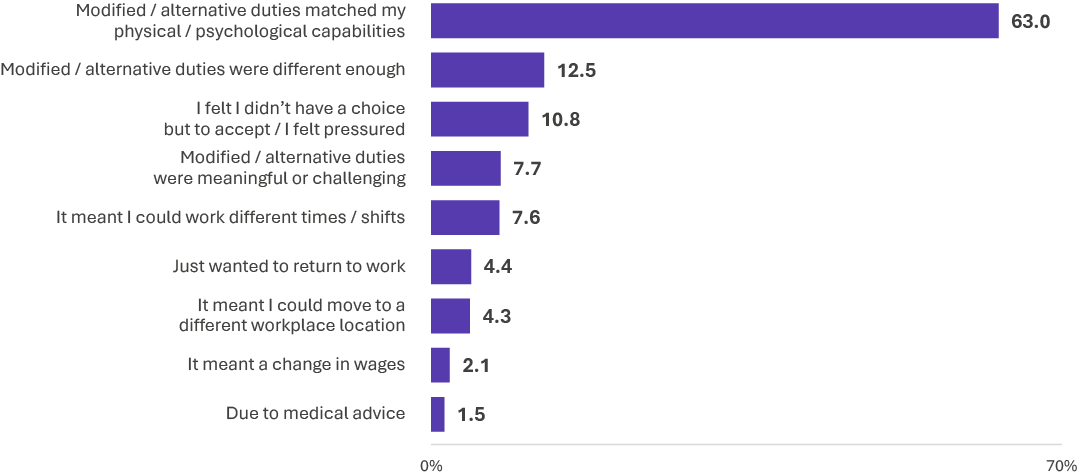 Modified / alternative duties matched my
physical / psychological capabilities
63.0
Modified / alternative duties were different enough
12.5
I felt I didn’t have a choice
but to accept / I felt pressured
10.8
Modified / alternative duties
were meaningful or challenging
7.7
It meant I could work different times / shifts
7.6
Just wanted to return to work
4.4
It meant I could move to a
different workplace location
4.3
It meant a change in wages
2.1
Due to medical advice
1.5
0%
70%